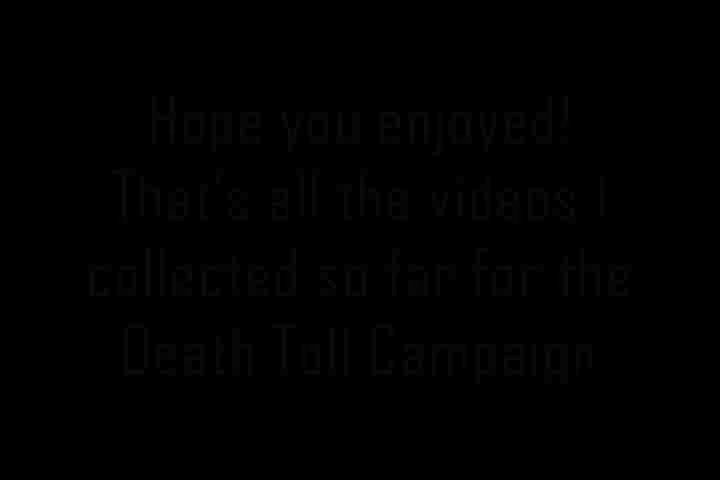 Hope you enjoyed!
That's all the videos I
collected so far for the
Death Toll Campaign